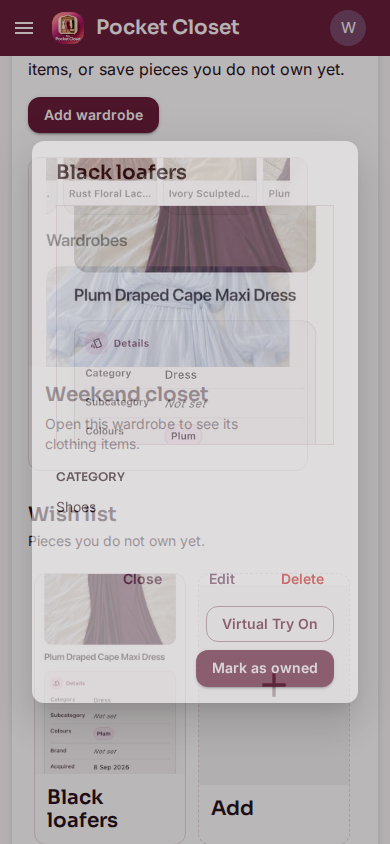 Pocket Closet
W
items, or save pieces you do not own yet.
Add wardrobe
Black loafers
Rust Floral Lac...
Ivory Sculpted...
Plun
Wardrobes
Plum Draped Cape Maxi Dress
Details
Category Dress
Weekend closet
Subcategory Not set
Open this wardrobe to see its
Colours Plum
clothing items.
CATEGORY
Shoes
Wish list
Pieces you do not own yet.
Close Edit Delete
Virtual Try On
Mark as owned
Plum Draped Cape Maxi Dress
Details
Category Dress
Subcategory Not set
Colours Plum
Brand Not set
Acquired 8 Sep 2026
Black
loafers
Add